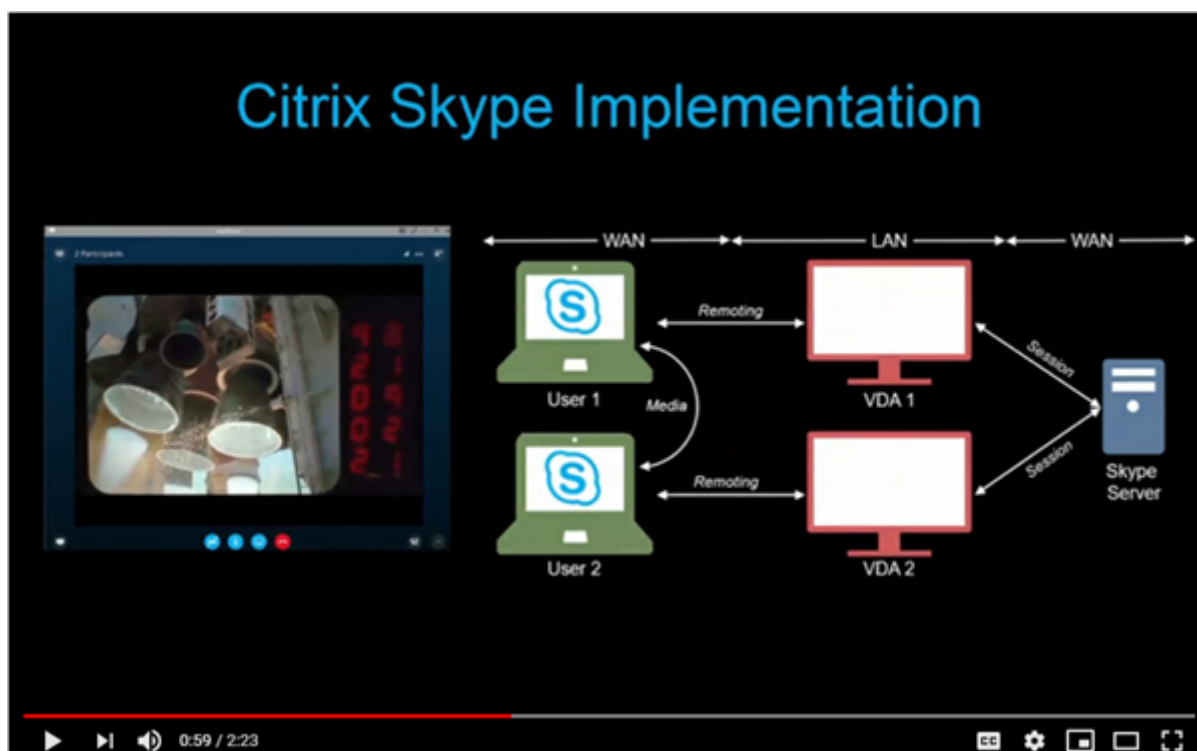 Citrix Skype Implementation
2 Participants
WAN
LAN
WAN
S
Remoting
Session
User 1
Media
VDA 1
S
Remoting
Session
Skype
Server
User 2
VDA 2
0:59 / 2:23
CC